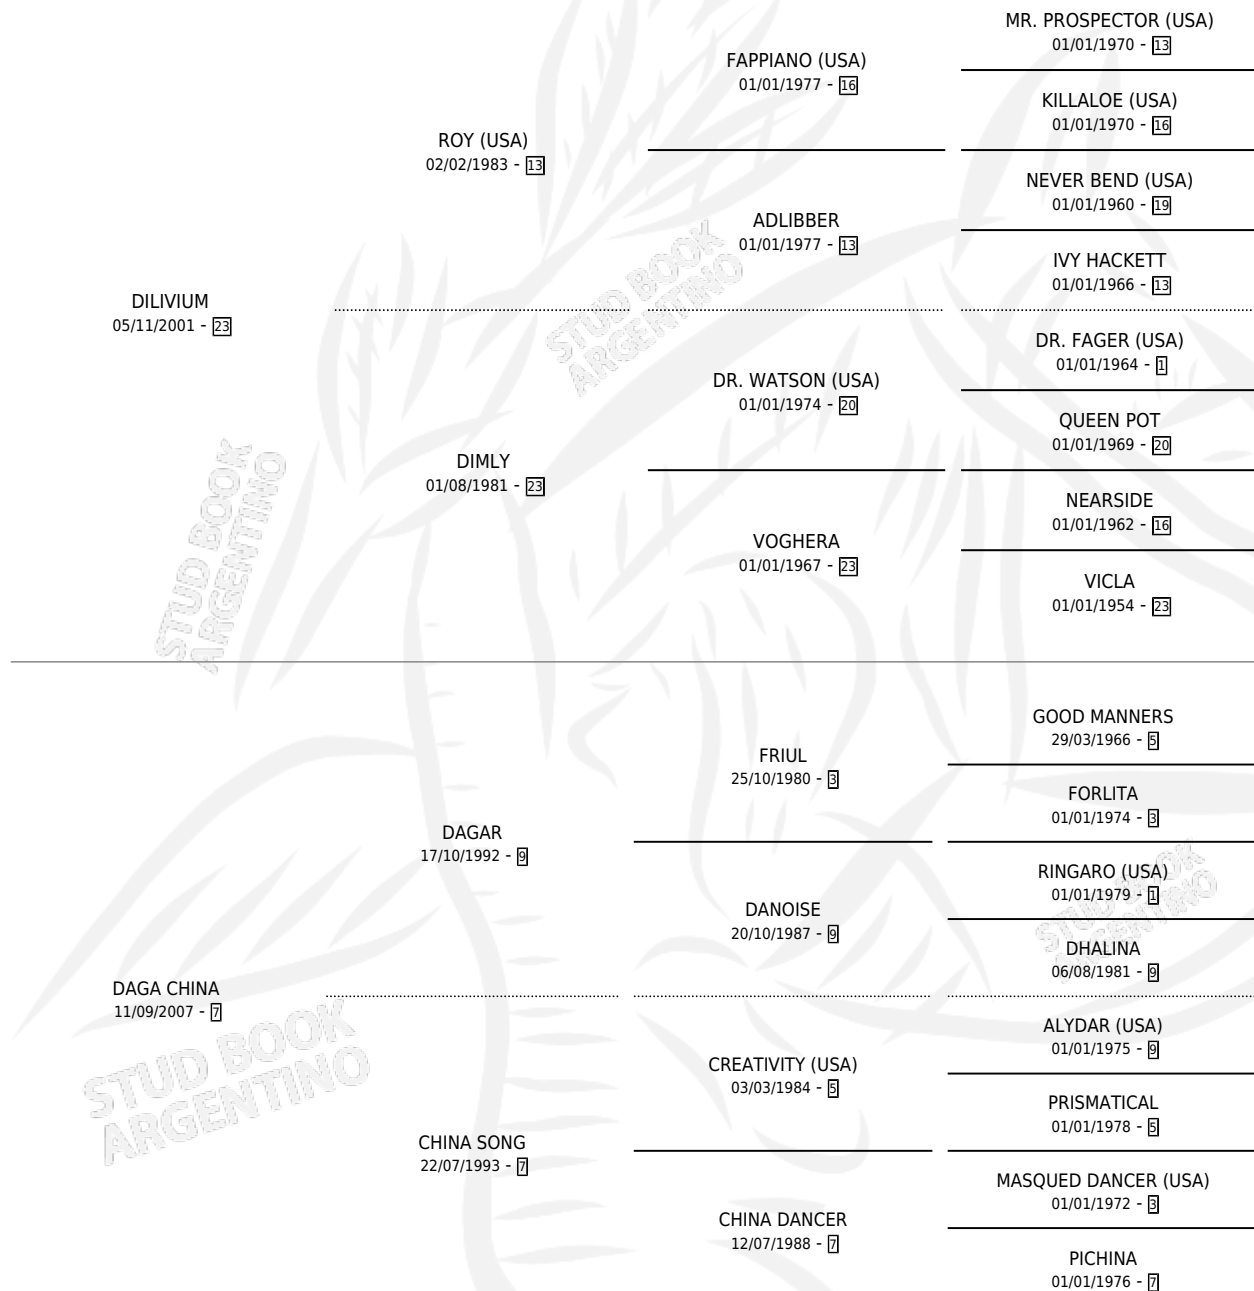 MR. PROSPECTOR (USA)
01/01/1970 - 13
FAPPIANO (USA)
01/01/1977 - 16
KILLALOE (USA)
01/01/1970 - 16
ROY (USA)
02/02/1983 - 13
NEVER BEND (USA)
01/01/1960 - 19
ADLIBBER
01/01/1977 - 13
IVY HACKETT
01/01/1966 - 13
DILIVIUM
05/11/2001 - 23
DR. FAGER (USA)
01/01/1964 - 1
DR. WATSON (USA)
01/01/1974 - 20
QUEEN POT
01/01/1969 - 20
DIMLY
01/08/1981 - 23
NEARSIDE
01/01/1962 - 16
VOGHERA
01/01/1967 - 23
VICLA
01/01/1954 - 23
GOOD MANNERS
29/03/1966 - 5
FRIUL
25/10/1980 - 3
FORLITA
01/01/1974 - 3
DAGAR
17/10/1992 - 9
RINGARO (USA)
01/01/1979 - 1
DANOISE
20/10/1987 - 9
DHALINA
06/08/1981 - 9
DAGA CHINA
11/09/2007 - 7
ALYDAR (USA)
01/01/1975 - 9
CREATIVITY (USA)
03/03/1984 - 5
PRISMATICAL
01/01/1978 - 5
CHINA SONG
22/07/1993 - 7
MASQUED DANCER (USA)
01/01/1972 - 3
CHINA DANCER
12/07/1988 - 7
PICHINA
01/01/1976 - 7
STUD BOOK
ARGENTINO
STUD BOOK
ARGENTINO
STUD BOOK
ARGENTINO
STUD BOOK
ARGENTINO